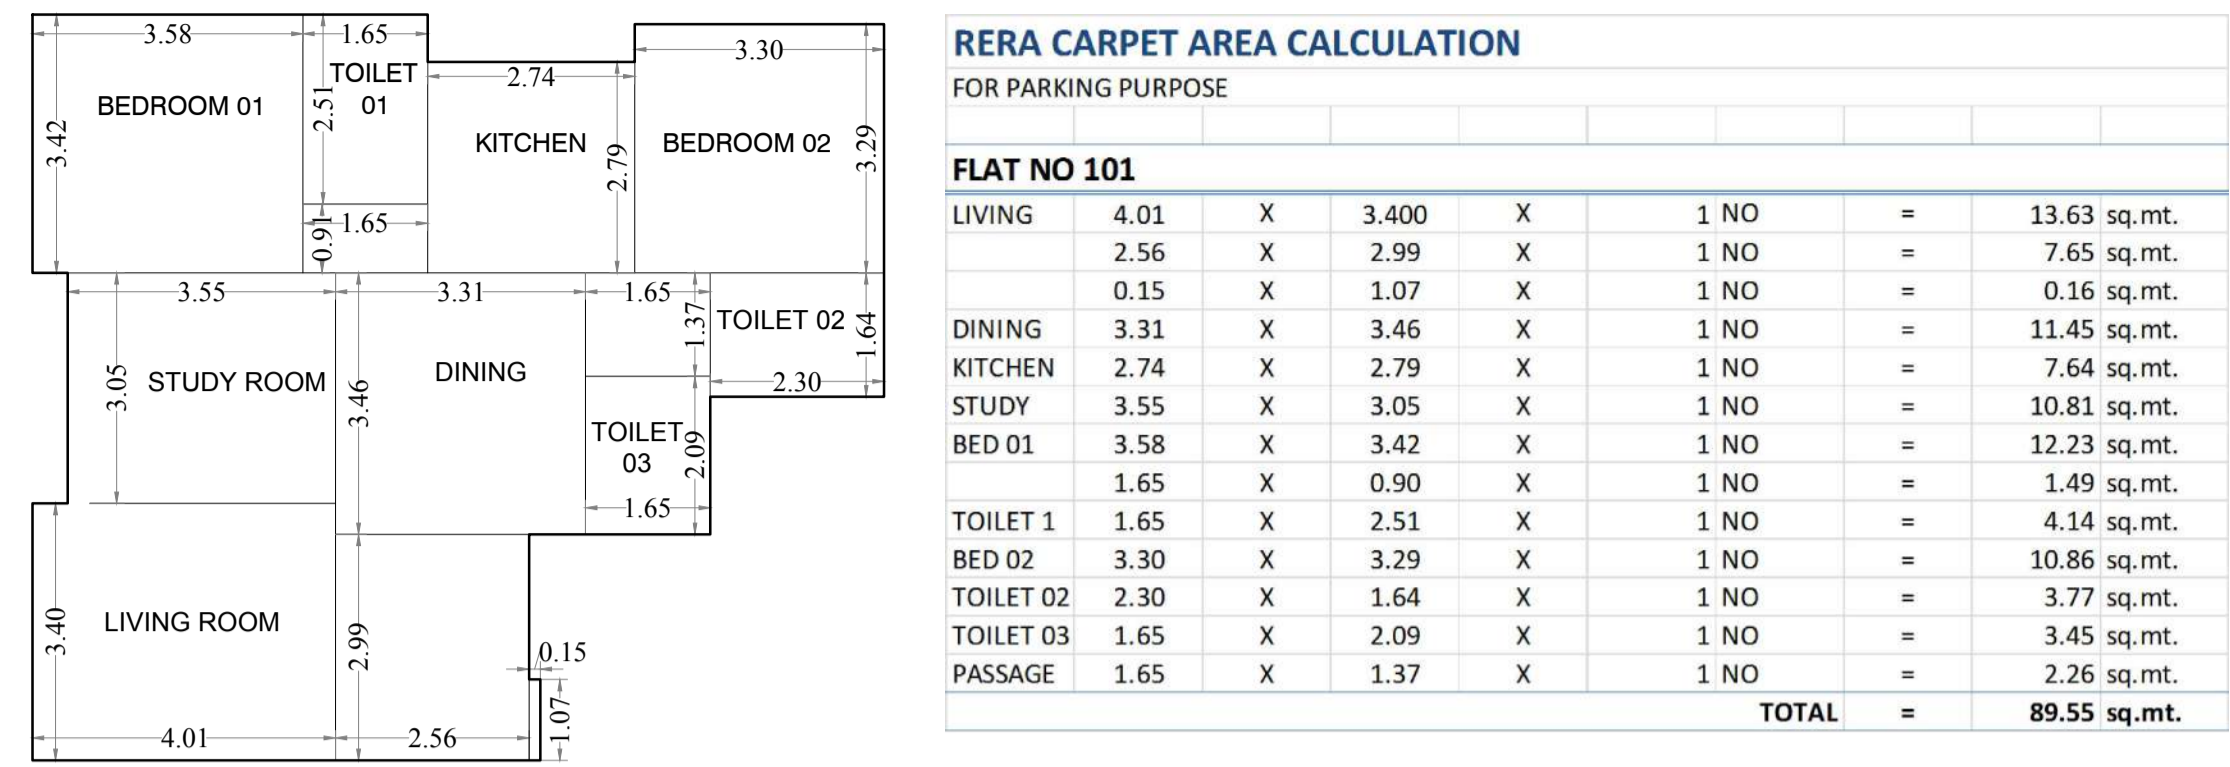 3.58
1.65
3.30
TOILET
01
2.74
BEDROOM 01
2.51
3.42
KITCHEN
BEDROOM 02
2.79
3.29
1.65
0.91
3.55
3.31
1.65
1.37
TOILET 02
1.64
3.05
STUDY ROOM
3.46
DINING
2.30
TOILET
03
2.09
1.65
3.40
LIVING ROOM
2.99
0.15
1.07
4.01
2.56
RERA CARPET AREA CALCULATION
FOR PARKING PURPOSE
FLAT NO 101
LIVING 4.01 X 3.400 X 1 NO = 13.63 sq.mt.
2.56 X 2.99 X 1 NO = 7.65 sq.mt.
0.15 X 1.07 X 1 NO = 0.16 sq.mt.
DINING 3.31 X 3.46 X 1 NO = 11.45 sq.mt.
KITCHEN 2.74 X 2.79 X 1 NO = 7.64 sq.mt.
STUDY 3.55 X 3.05 X 1 NO = 10.81 sq.mt.
BED 01 3.58 X 3.42 X 1 NO = 12.23 sq.mt.
1.65 X 0.90 X 1 NO = 1.49 sq.mt.
TOILET 1 1.65 X 2.51 X 1 NO = 4.14 sq.mt.
BED 02 3.30 X 3.29 X 1 NO = 10.86 sq.mt.
TOILET 02 2.30 X 1.64 X 1 NO = 3.77 sq.mt.
TOILET 03 1.65 X 2.09 X 1 NO = 3.45 sq.mt.
PASSAGE 1.65 X 1.37 X 1 NO = 2.26 sq.mt.
TOTAL = 89.55 sq.mt.